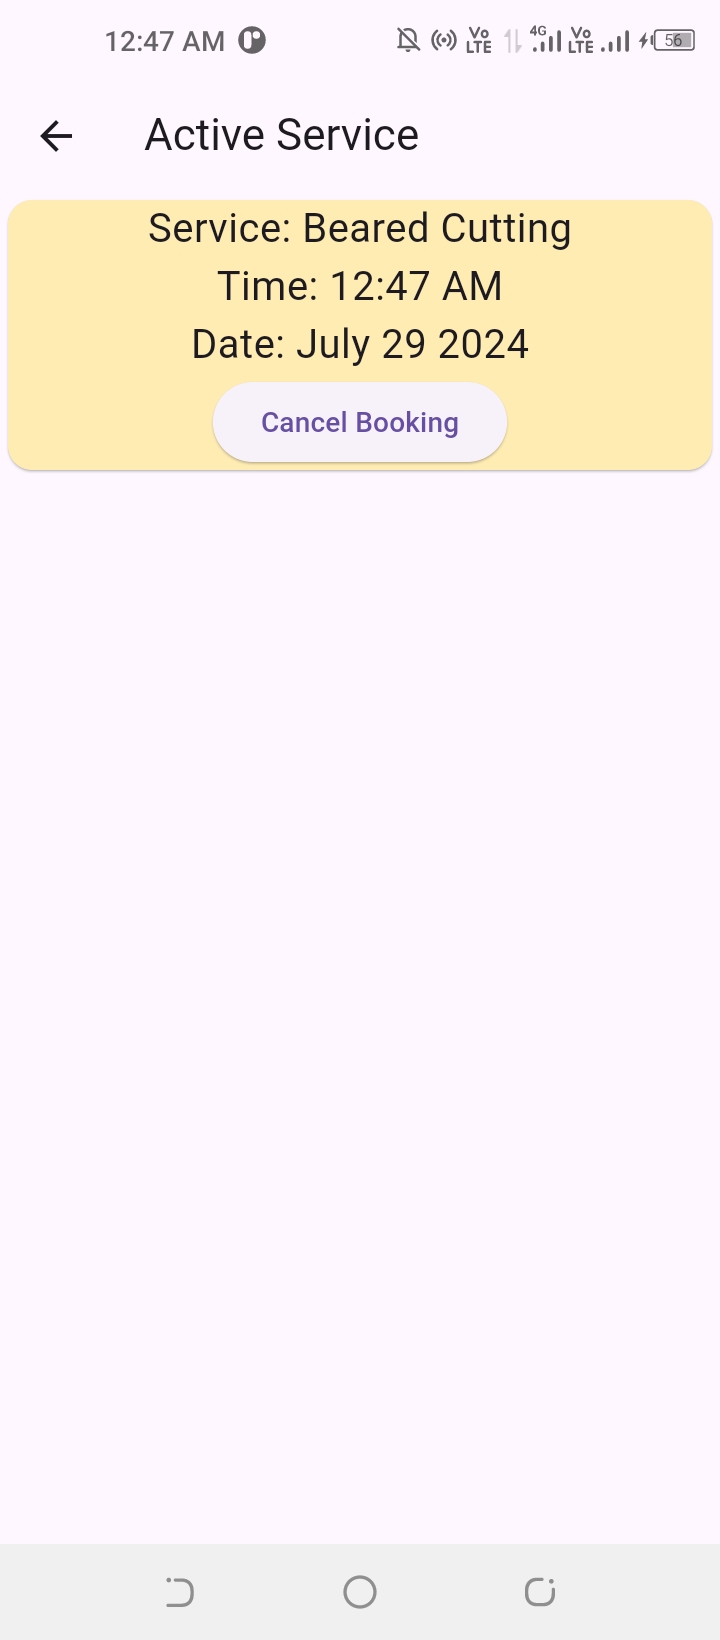 12:47 AM
Vo LTE
4G
Vo LTE
56
Active Service
Service: Beared Cutting
Time: 12:47 AM
Date: July 29 2024
Cancel Booking